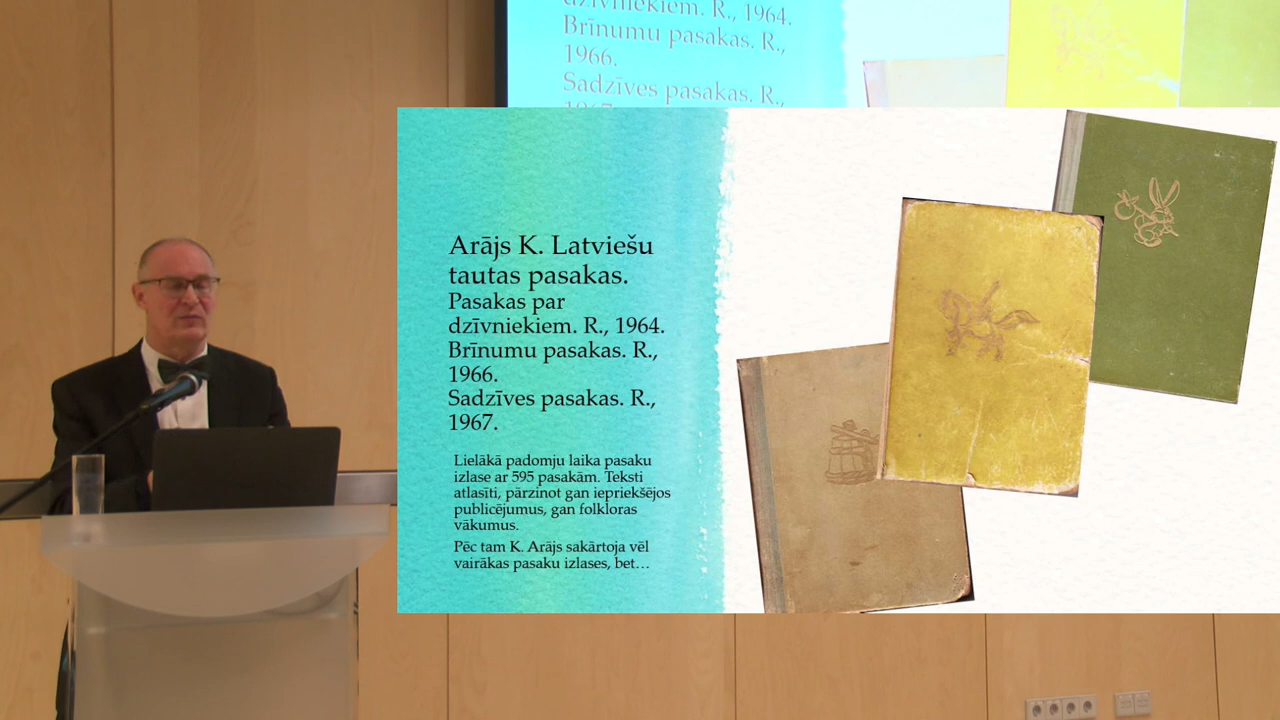 dzīvniekiem. R., 1964.
Brīnumu pasakas. R.,
1966.
Sadzīves pasakas. R.,
1967.
Arājs K. Latviešu
tautas pasakas.
Pasakas par
dzīvniekiem. R., 1964.
Brīnumu pasakas. R.,
1966.
Sadzīves pasakas. R.,
1967.
Lielākā padomju laika pasaku
izlase ar 595 pasakām. Teksti
atlasīti, pārzinot gan iepriekšējos
publicējumus, gan folkloras
vākumus.
Pēc tam K. Arājs sakārtoja vēl
vairākas pasaku izlases, bet…